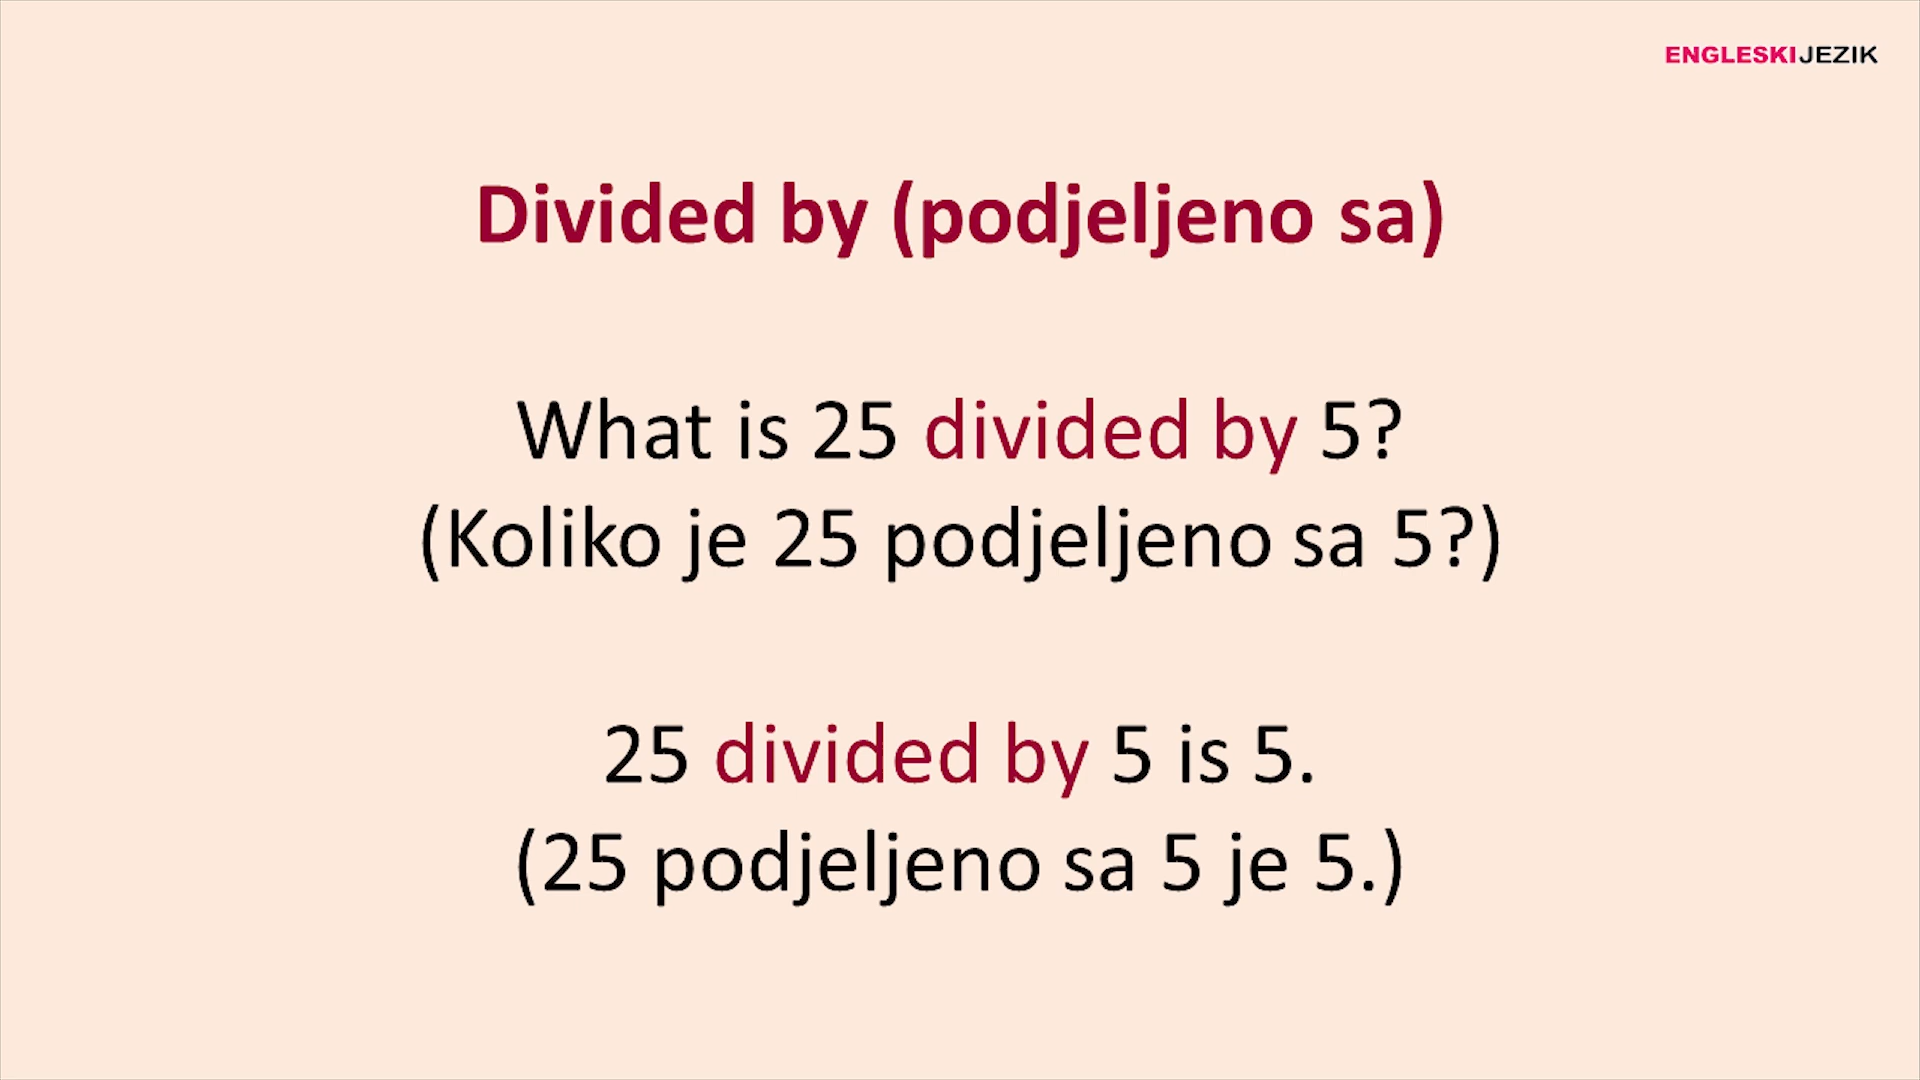 ENGLESKIJEZIK
Divided by (podjeljeno sa)
What is 25 divided by 5?
(Koliko je 25 podjeljeno sa 5?)
25 divided by 5 is 5.
(25 podjeljeno sa 5 je 5.)